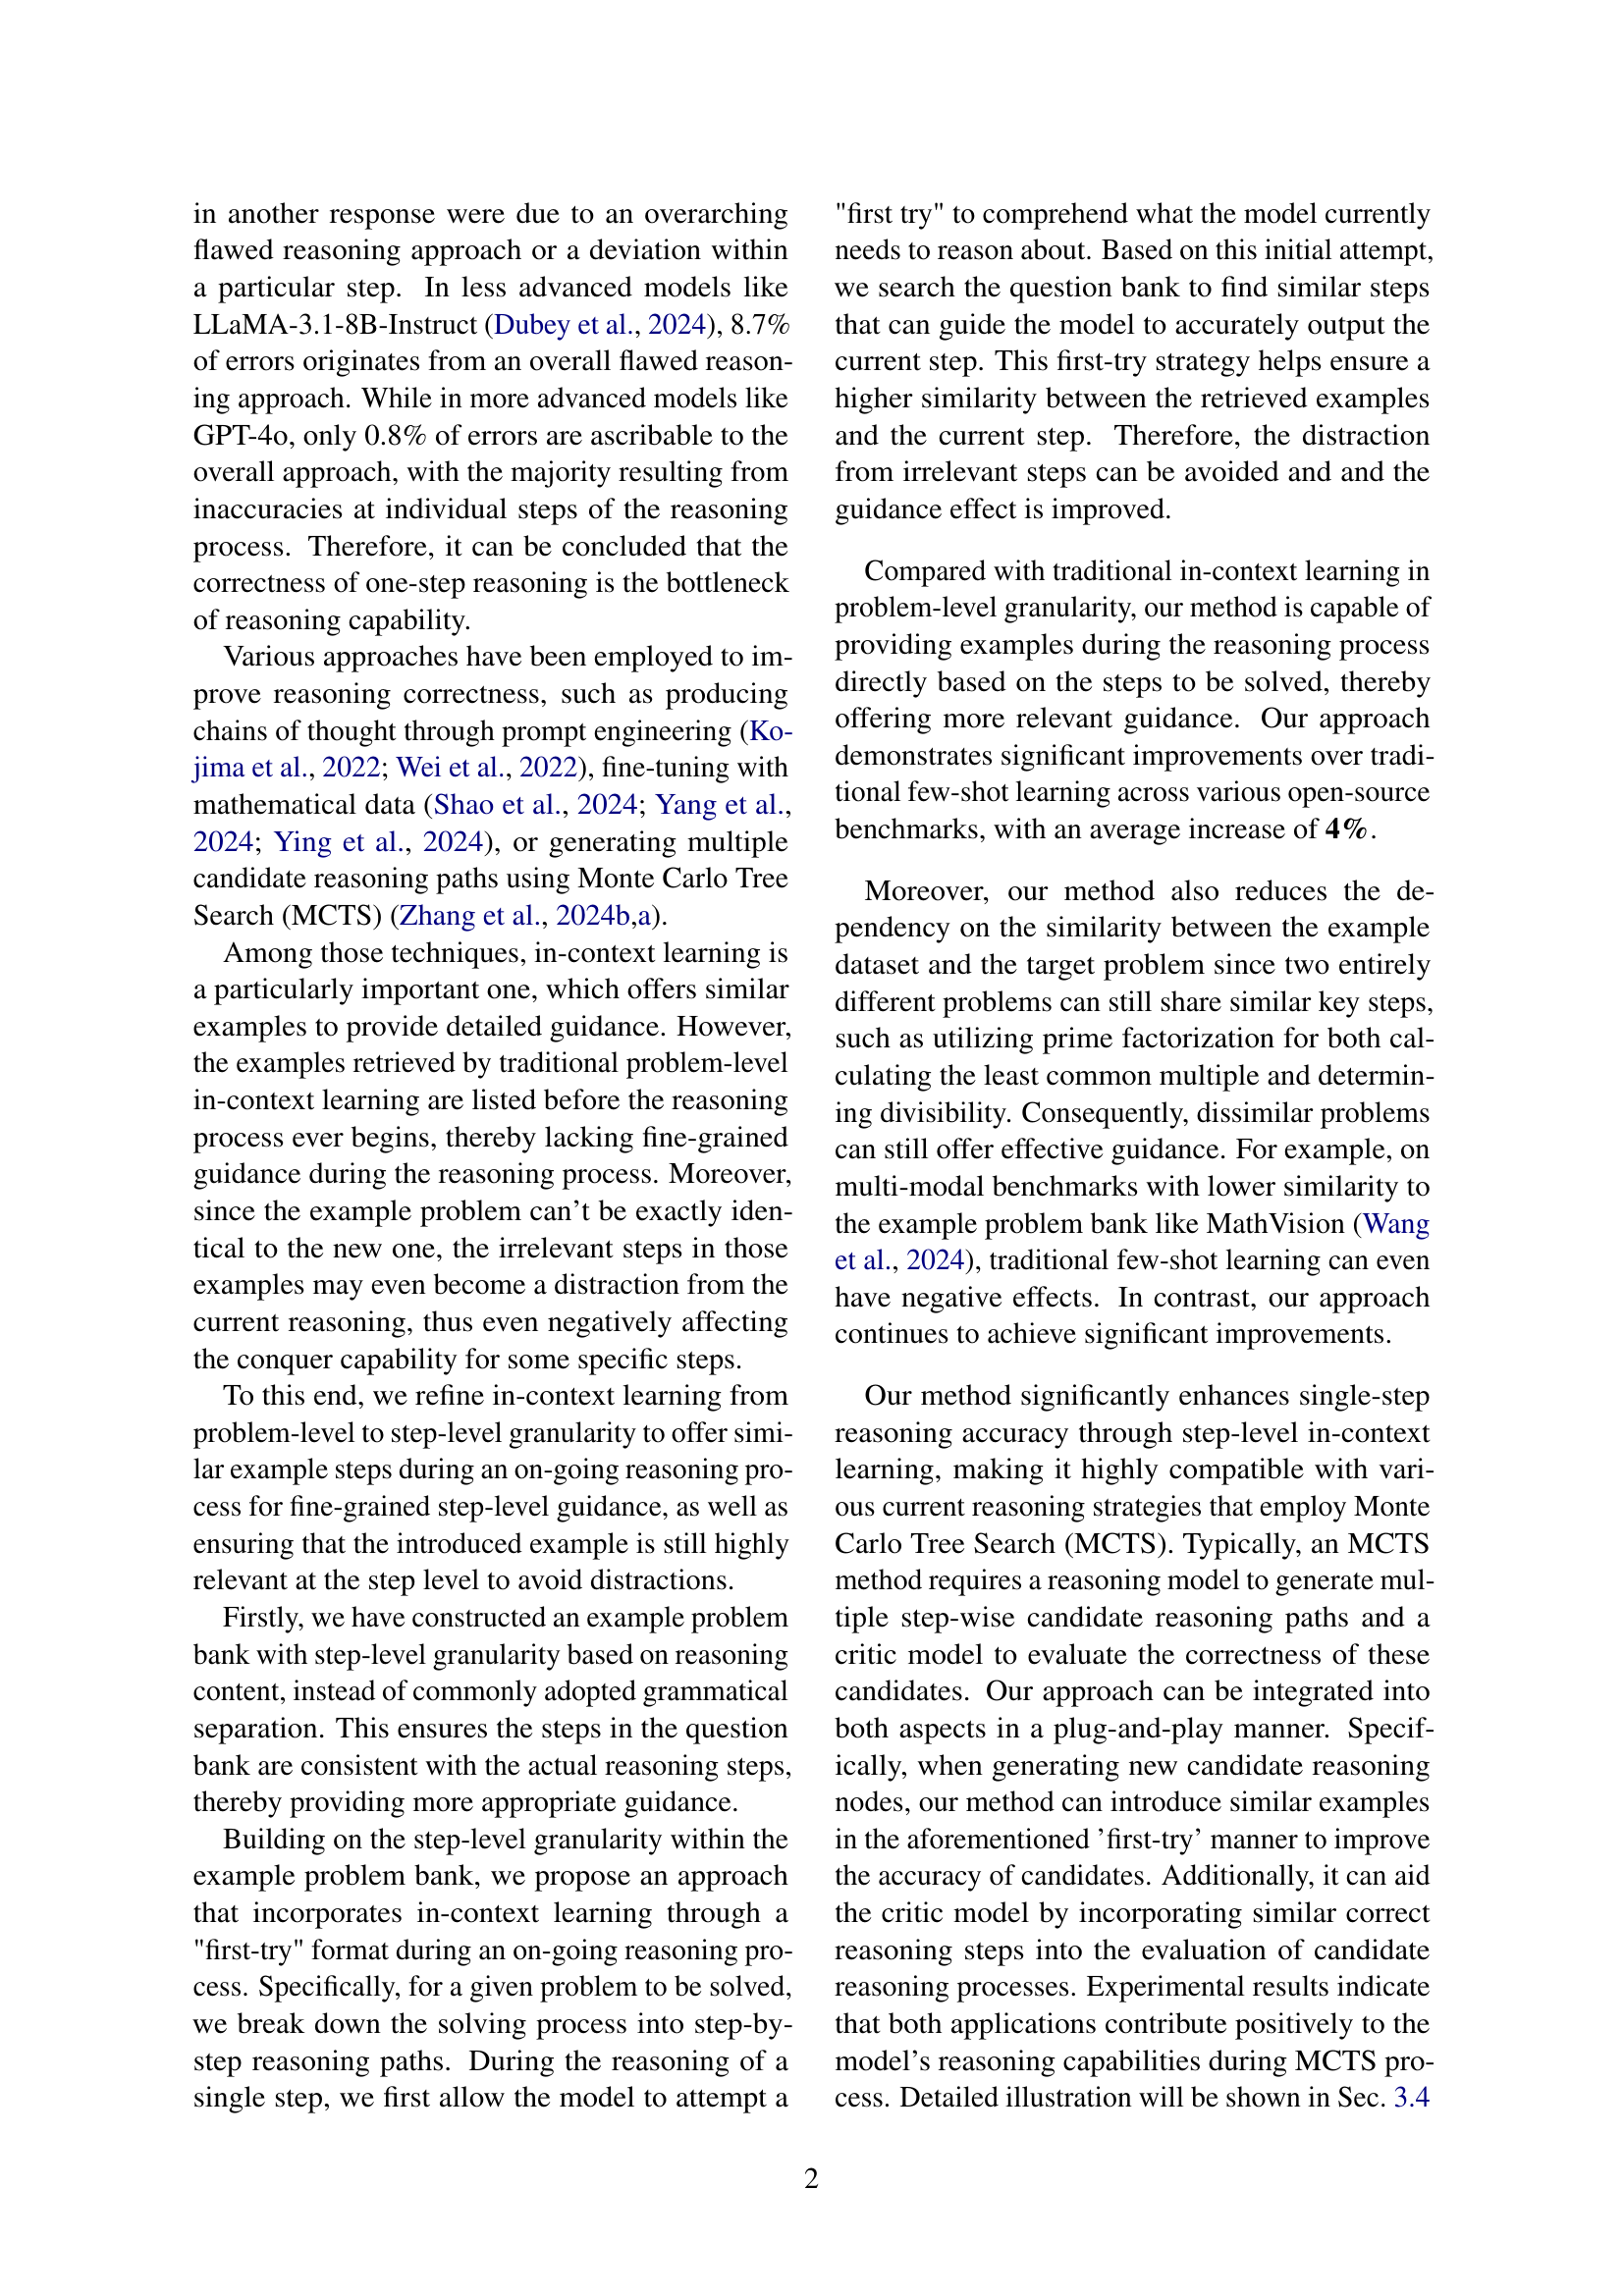 in another response were due to an overarching
flawed reasoning approach or a deviation within
a particular step. In less advanced models like
LLaMA-3.1-8B-Instruct (Dubey et al., 2024), 8.7%
of errors originates from an overall flawed reason-
ing approach. While in more advanced models like
GPT-4o, only 0.8% of errors are ascribable to the
overall approach, with the majority resulting from
inaccuracies at individual steps of the reasoning
process. Therefore, it can be concluded that the
correctness of one-step reasoning is the bottleneck
of reasoning capability.
Various approaches have been employed to im-
prove reasoning correctness, such as producing
chains of thought through prompt engineering (Ko-
jima et al., 2022; Wei et al., 2022), fine-tuning with
mathematical data (Shao et al., 2024; Yang et al.,
2024; Ying et al., 2024), or generating multiple
candidate reasoning paths using Monte Carlo Tree
Search (MCTS) (Zhang et al., 2024b,a).
Among those techniques, in-context learning is
a particularly important one, which offers similar
examples to provide detailed guidance. However,
the examples retrieved by traditional problem-level
in-context learning are listed before the reasoning
process ever begins, thereby lacking fine-grained
guidance during the reasoning process. Moreover,
since the example problem can't be exactly iden-
tical to the new one, the irrelevant steps in those
examples may even become a distraction from the
current reasoning, thus even negatively affecting
the conquer capability for some specific steps.
To this end, we refine in-context learning from
problem-level to step-level granularity to offer simi-
lar example steps during an on-going reasoning pro-
cess for fine-grained step-level guidance, as well as
ensuring that the introduced example is still highly
relevant at the step level to avoid distractions.
Firstly, we have constructed an example problem
bank with step-level granularity based on reasoning
content, instead of commonly adopted grammatical
separation. This ensures the steps in the question
bank are consistent with the actual reasoning steps,
thereby providing more appropriate guidance.
Building on the step-level granularity within the
example problem bank, we propose an approach
that incorporates in-context learning through a
"first-try" format during an on-going reasoning pro-
cess. Specifically, for a given problem to be solved,
we break down the solving process into step-by-
step reasoning paths. During the reasoning of a
single step, we first allow the model to attempt a
"first try" to comprehend what the model currently
needs to reason about. Based on this initial attempt,
we search the question bank to find similar steps
that can guide the model to accurately output the
current step. This first-try strategy helps ensure a
higher similarity between the retrieved examples
and the current step. Therefore, the distraction
from irrelevant steps can be avoided and and the
guidance effect is improved.
Compared with traditional in-context learning in
problem-level granularity, our method is capable of
providing examples during the reasoning process
directly based on the steps to be solved, thereby
offering more relevant guidance. Our approach
demonstrates significant improvements over tradi-
tional few-shot learning across various open-source
benchmarks, with an average increase of 4%.
Moreover, our method also reduces the de-
pendency on the similarity between the example
dataset and the target problem since two entirely
different problems can still share similar key steps,
such as utilizing prime factorization for both cal-
culating the least common multiple and determin-
ing divisibility. Consequently, dissimilar problems
can still offer effective guidance. For example, on
multi-modal benchmarks with lower similarity to
the example problem bank like MathVision (Wang
et al., 2024), traditional few-shot learning can even
have negative effects. In contrast, our approach
continues to achieve significant improvements.
Our method significantly enhances single-step
reasoning accuracy through step-level in-context
learning, making it highly compatible with vari-
ous current reasoning strategies that employ Monte
Carlo Tree Search (MCTS). Typically, an MCTS
method requires a reasoning model to generate mul-
tiple step-wise candidate reasoning paths and a
critic model to evaluate the correctness of these
candidates. Our approach can be integrated into
both aspects in a plug-and-play manner. Specif-
ically, when generating new candidate reasoning
nodes, our method can introduce similar examples
in the aforementioned 'first-try' manner to improve
the accuracy of candidates. Additionally, it can aid
the critic model by incorporating similar correct
reasoning steps into the evaluation of candidate
reasoning processes. Experimental results indicate
that both applications contribute positively to the
model's reasoning capabilities during MCTS pro-
cess. Detailed illustration will be shown in Sec. 3.4
2